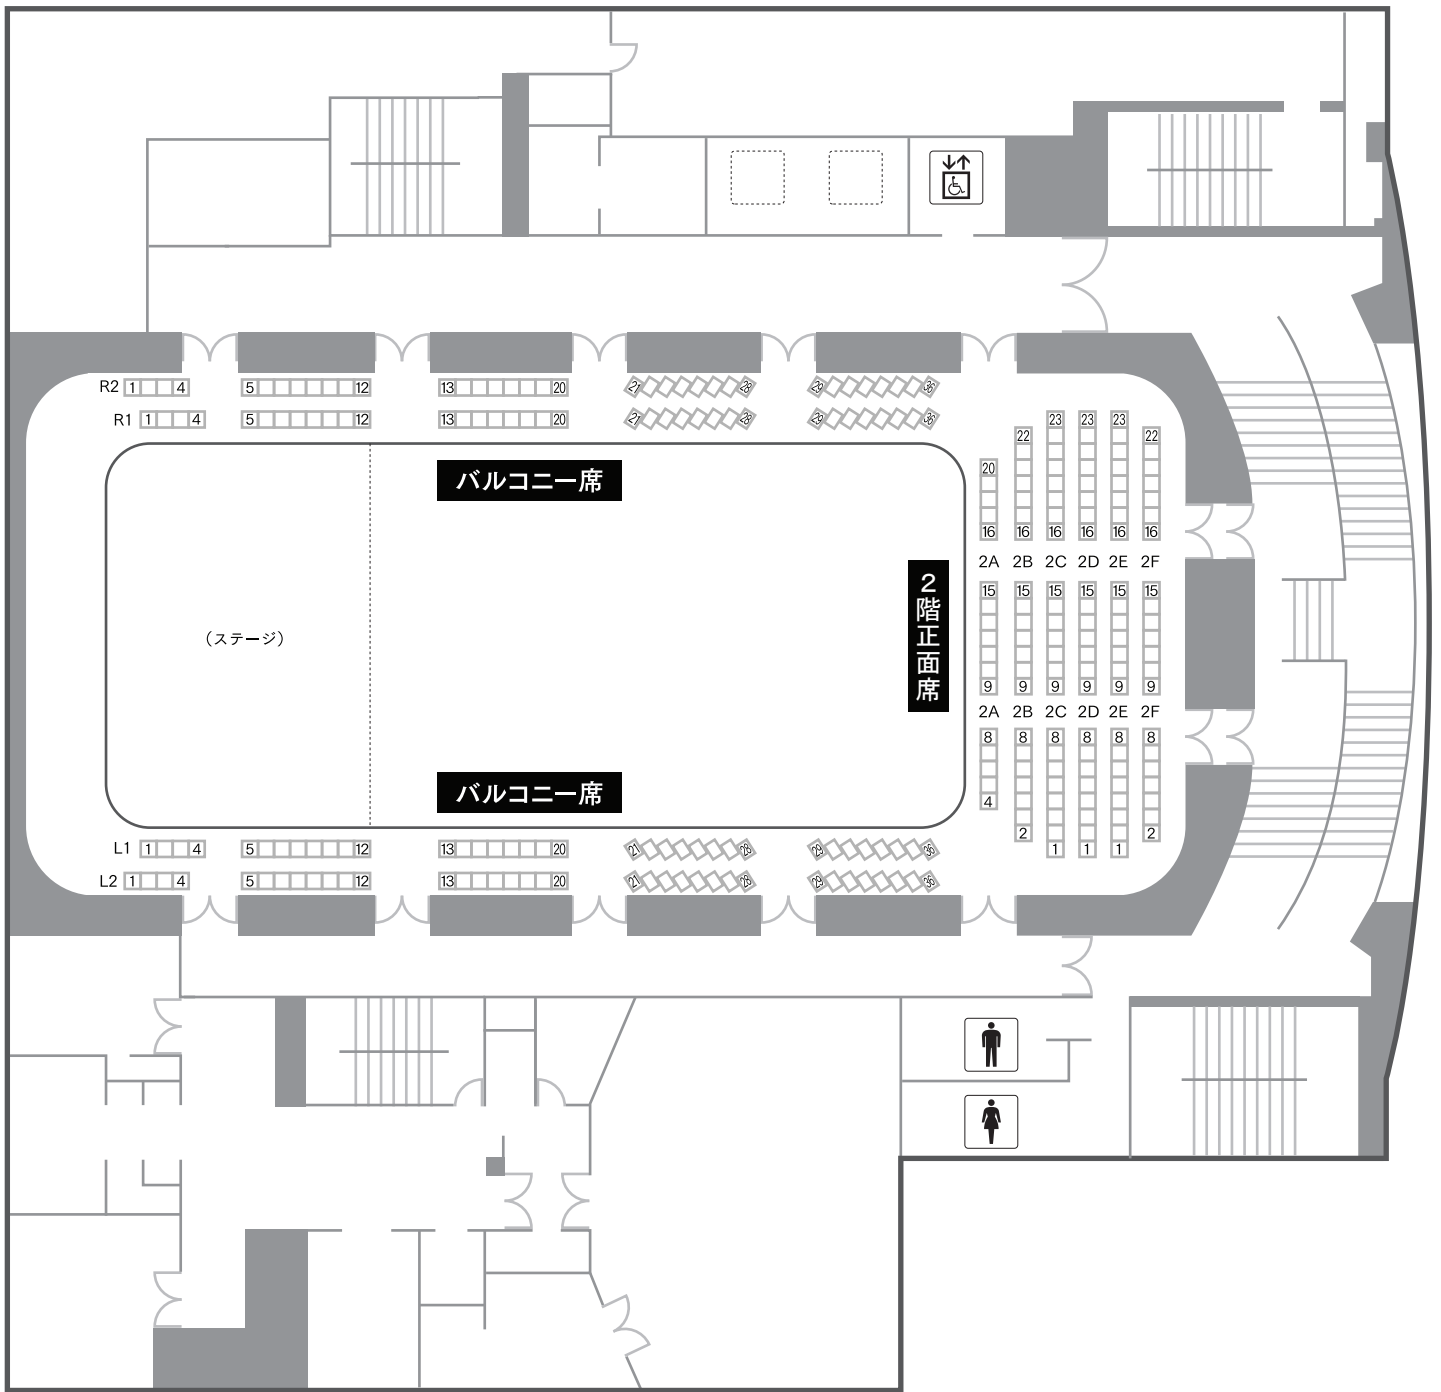 R2 1 4 5 12 13 20 21 28 29 36
R1 1 4 5 12 13 20 21 28 29 36
バルコニー席
23 23 23
22 22
20
16 16 16 16 16 16
2A 2B 2C 2D 2E 2F
15 15 15 15 15 15
2階正面席
(ステージ)
9 9 9 9 9 9
2A 2B 2C 2D 2E 2F
8 8 8 8 8 8
バルコニー席
4
2 2
1 1 1
L1 1 4 5 12 13 20 21 28 29 36
L2 1 4 5 12 13 20 21 28 29 36